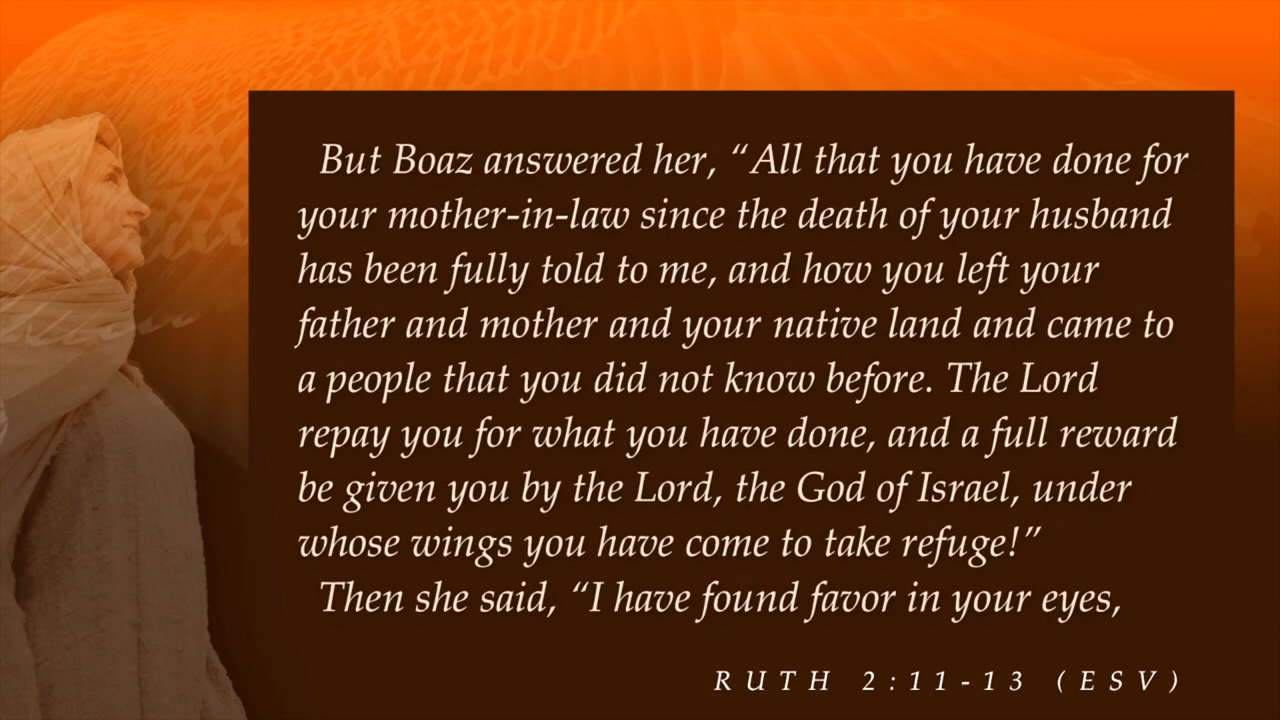 But Boaz answered her, “All that you have done for
your mother-in-law since the death of your husband
has been fully told to me, and how you left your
father and mother and your native land and came to
a people that you did not know before. The Lord
repay you for what you have done, and a full reward
be given you by the Lord, the God of Israel, under
whose wings you have come to take refuge!”
Then she said, “I have found favor in your eyes,
RUTH 2:11-13 (ESV)